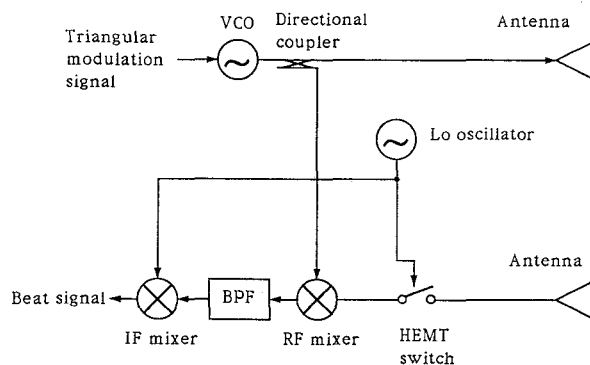 VCO
Directional
coupler
Antenna
Triangular
modulation
signal
Lo oscillator
Antenna
Beat signal
BPF
IF mixer
RF mixer
HEMT
switch